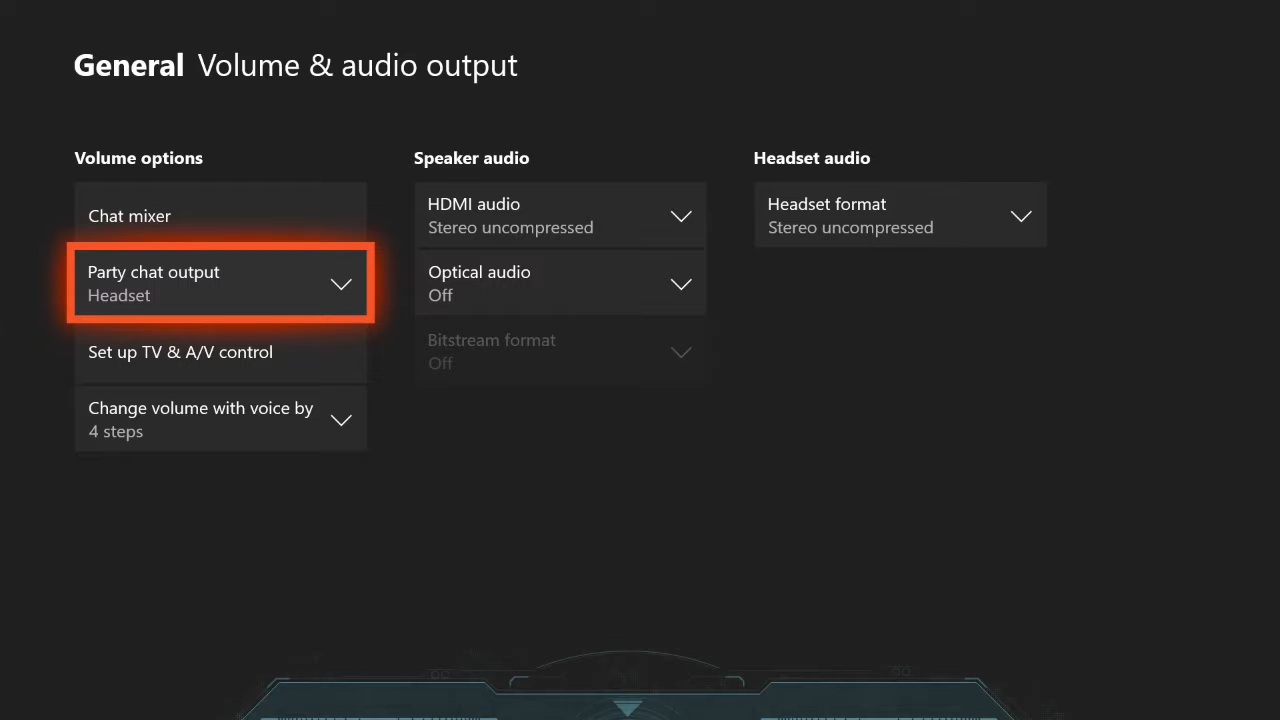 General Volume & audio output
Volume options
Chat mixer
Party chat output
Headset
Set up TV & A/V control
Change volume with voice by
4 steps
Speaker audio
HDMI audio
Stereo uncompressed
Optical audio
Off
Bitstream format
Off
Headset audio
Headset format
Stereo uncompressed